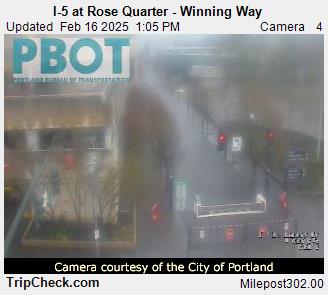 I-5 at Rose Quarter - Winning Way
Updated  Feb 16 2025  1:05 PM
Camera  4
PBOT
PORTLAND BUREAU OF TRANSPORTATION
Camera courtesy of the City of Portland
TripCheck.com
Milepost302.00